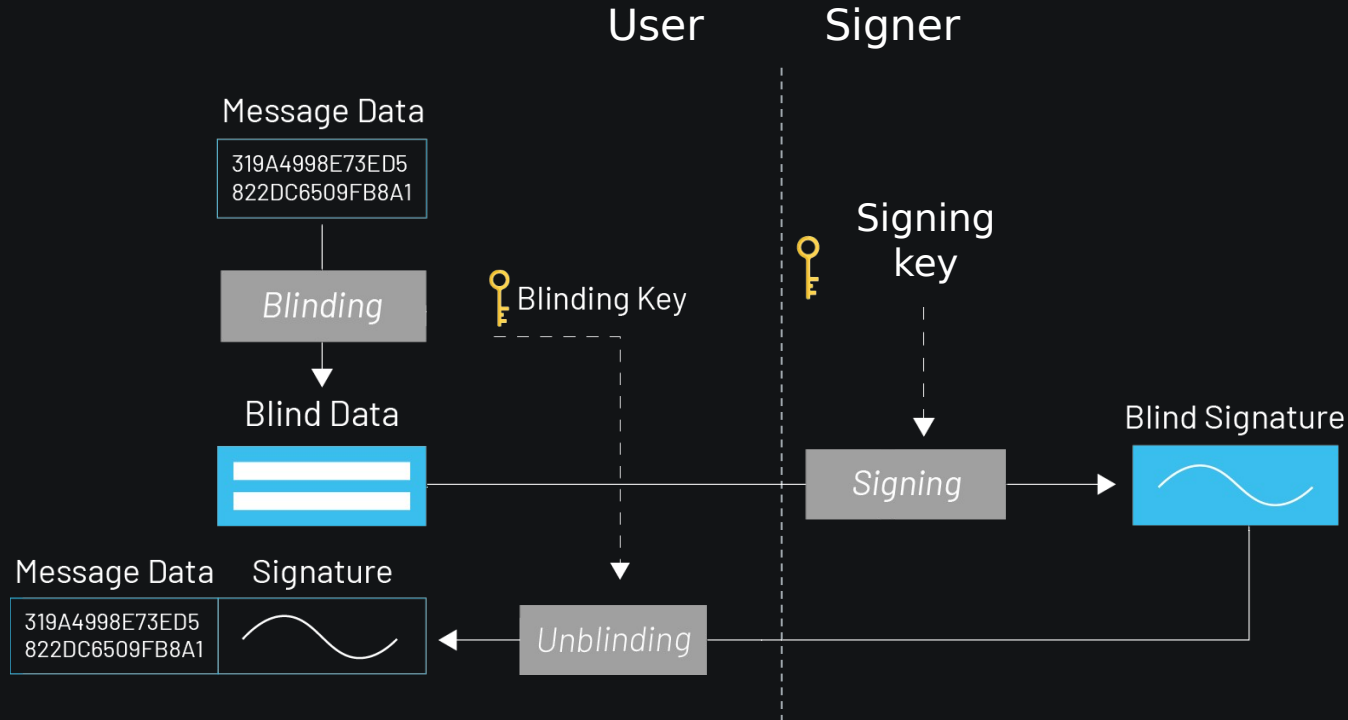 User
Signer
Message Data
319A4998E73ED5
822DC6509FB8A1
Blinding
Blinding Key
Signing
key
Blind Data
Signing
Blind Signature
Message Data
Signature
319A4998E73ED5
822DC6509FB8A1
Unblinding